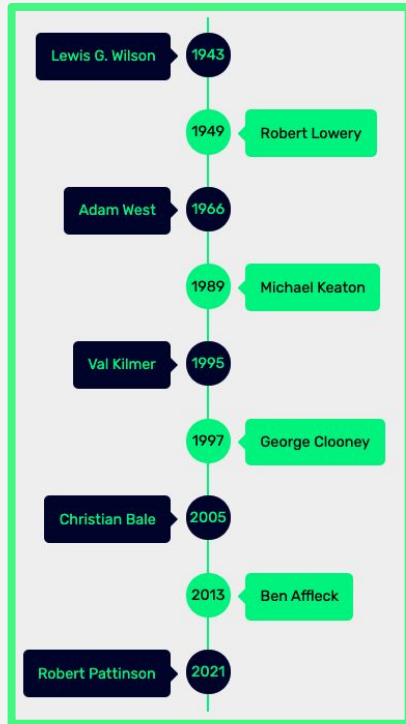 Lewis G. Wilson 1943
1949 Robert Lowery
Adam West 1966
1989 Michael Keaton
Val Kilmer 1995
1997 George Clooney
Christian Bale 2005
2013 Ben Affleck
Robert Pattinson 2021